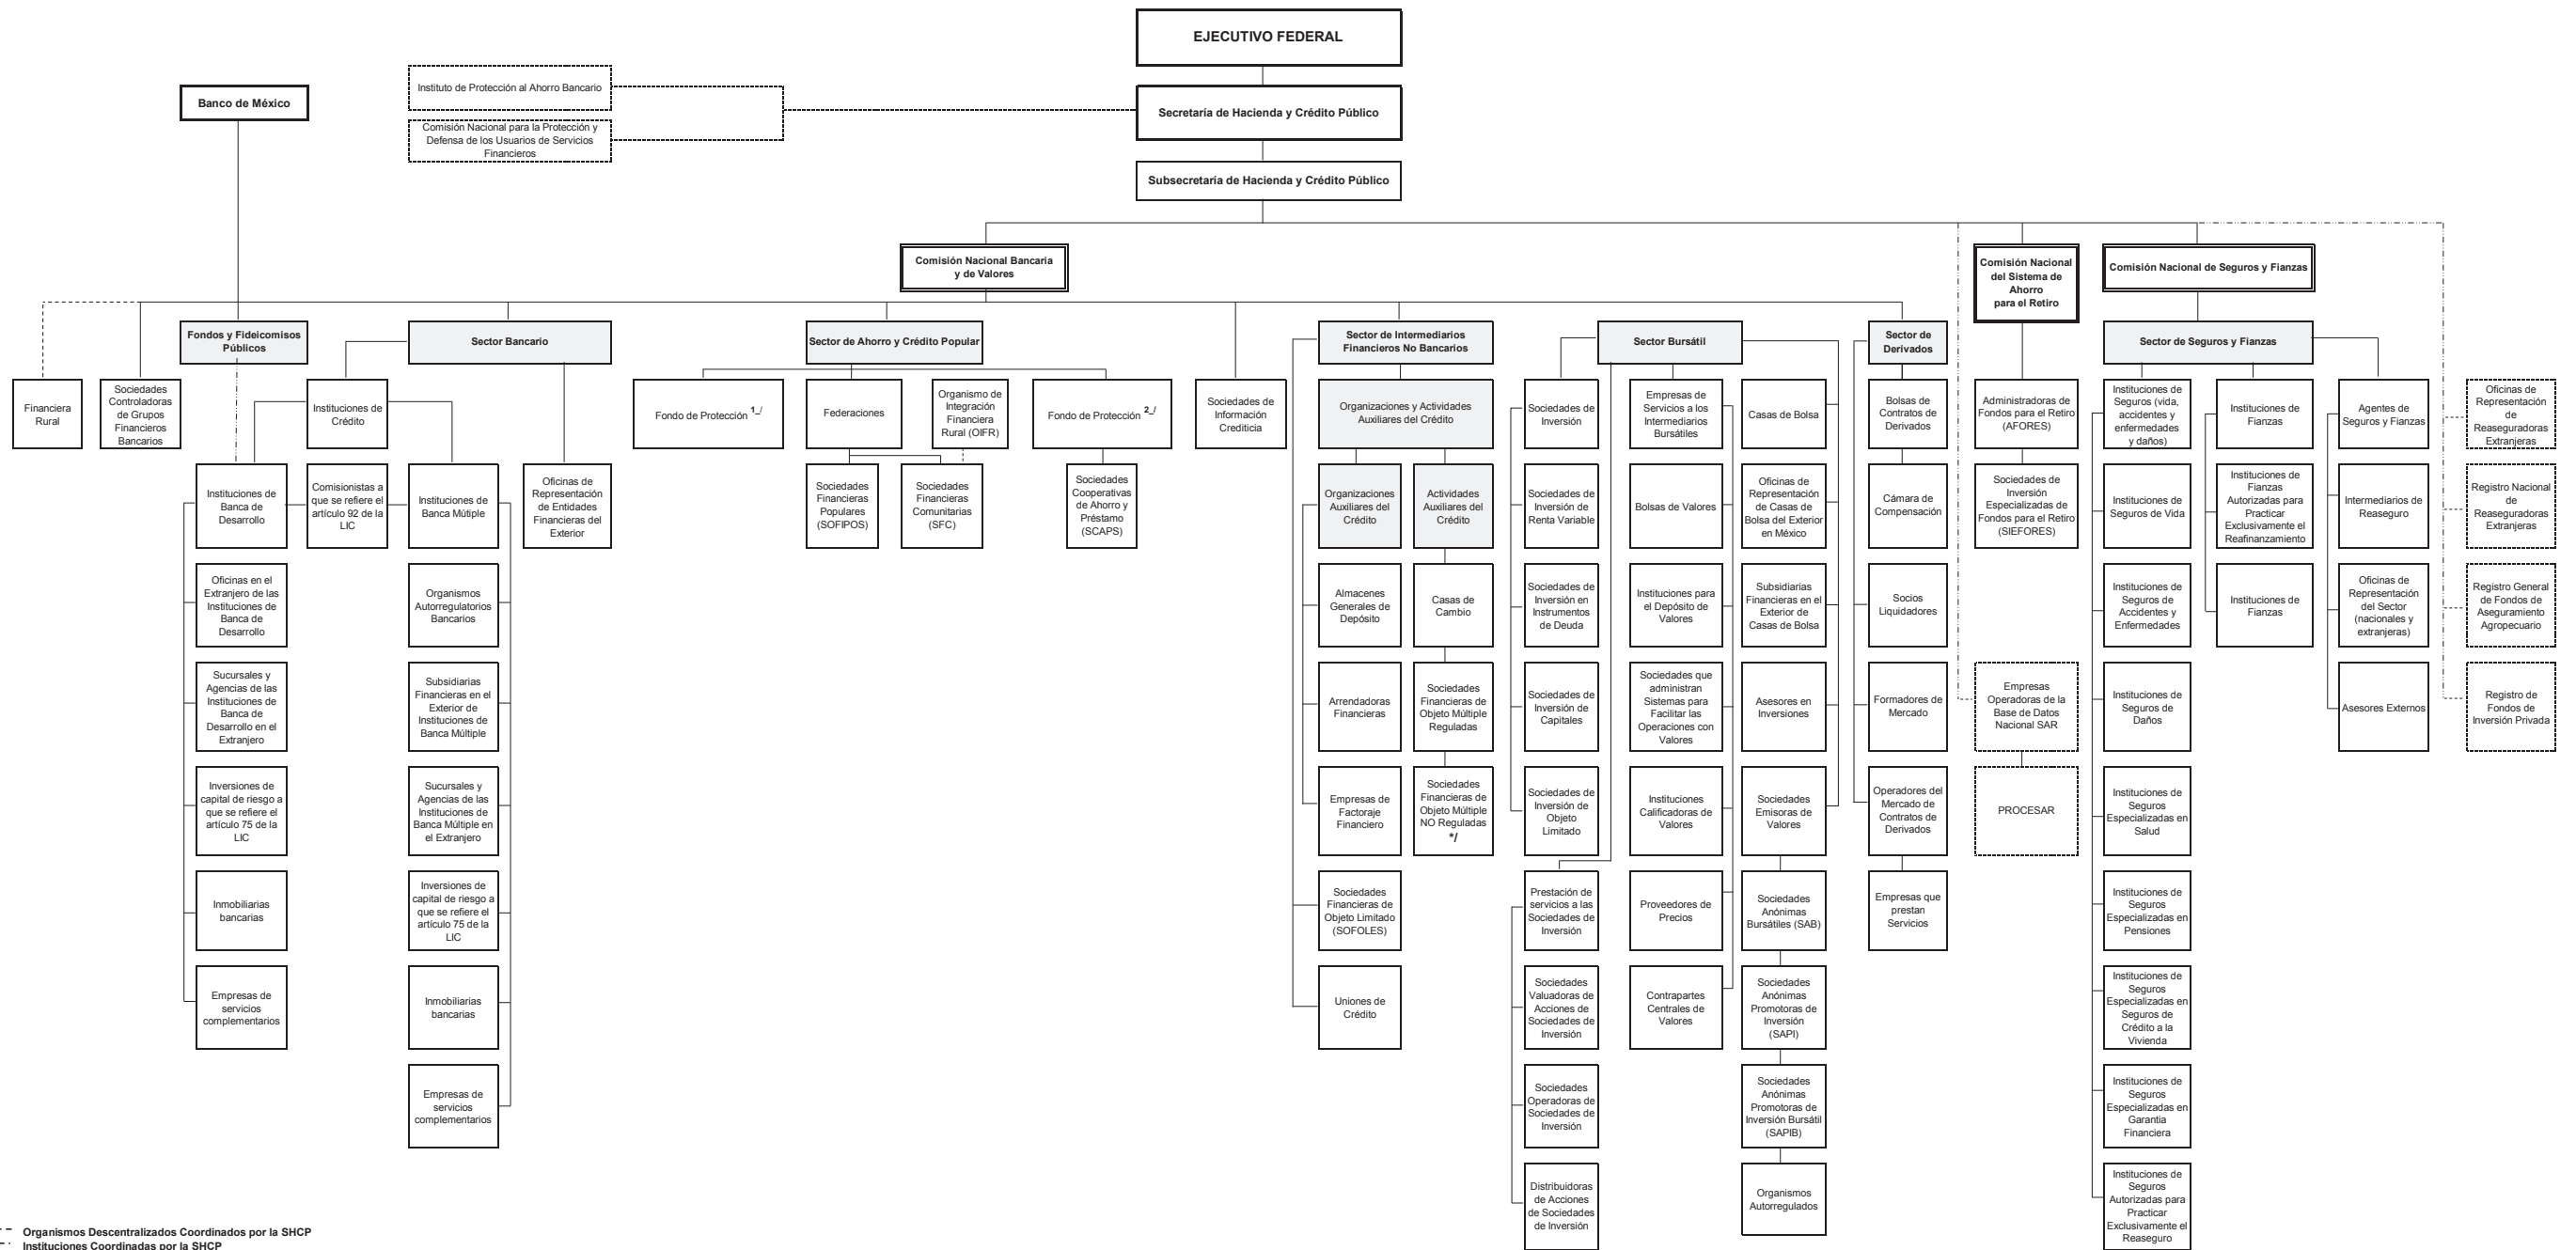 EJECUTIVO FEDERAL
Banco de México
Instituto de Protección al Ahorro Bancario
Secretaría de Hacienda y Crédito Público
Comisión Nacional para la Protección y
Defensa de los Usuarios de Servicios
Financieros
Subsecretaría de Hacienda y Crédito Público
Comisión Nacional Bancaria
y de Valores
Comisión Nacional
del Sistema de
Ahorro
para el Retiro
Comisión Nacional de Seguros y Fianzas
Fondos y Fideicomisos
Públicos
Sector Bancario
Sector de Ahorro y Crédito Popular
Sector de Intermediarios
Financieros No Bancarios
Sector Bursátil
Sector de
Derivados
Sector de Seguros y Fianzas
Financiera
Rural
Sociedades
Controladoras
de Grupos
Financieros
Bancarios
Instituciones de
Crédito
Fondo de Protección 1_/
Federaciones
Organismo de
Integración
Financiera
Rural (OIFR)
Fondo de Protección 2_/
Sociedades de
Información
Crediticia
Organizaciones y Actividades
Auxiliares del Crédito
Sociedades de
Inversión
Empresas de
Servicios a los
Intermediarios
Bursátiles
Casas de Bolsa
Bolsas de
Contratos de
Derivados
Administradoras de
Fondos para el Retiro
(AFORES)
Instituciones de
Seguros (vida,
accidentes y
enfermedades
y daños)
Instituciones de
Fianzas
Agentes de
Seguros y Fianzas
Oficinas de
Representación
de
Reaseguradoras
Extranjeras
Instituciones de
Banca de
Desarrollo
Comisionistas a
que se refiere el
artículo 92 de la
LIC
Instituciones de
Banca Mútiple
Oficinas de
Representación
de Entidades
Financieras del
Exterior
Sociedades
Financieras
Populares
(SOFIPOS)
Sociedades
Financieras
Comunitarias
(SFC)
Sociedades
Cooperativas
de Ahorro y
Préstamo
(SCAPS)
Organizaciones
Auxiliares del
Crédito
Actividades
Auxiliares del
Crédito
Sociedades de
Inversión de
Renta Variable
Bolsas de Valores
Oficinas de
Representación
de Casas de
Bolsa del Exterior
en México
Cámara de
Compensación
Sociedades de
Inversión
Especializadas de
Fondos para el Retiro
(SIEFORES)
Instituciones de
Seguros de Vida
Instituciones de
Fianzas
Autorizadas para
Practicar
Exclusivamente el
Reafinanzamiento
Intermediarios de
Reaseguro
Registro Nacional
de
Reaseguradoras
Extranjeras
Oficinas en el
Extranjero de las
Instituciones de
Banca de
Desarrollo
Organismos
Autorregulatorios
Bancarios
Almacenes
Generales de
Depósito
Casas de
Cambio
Sociedades de
Inversión en
Instrumentos
de Deuda
Instituciones para
el Depósito de
Valores
Subsidiarias
Financieras en el
Exterior de
Casas de Bolsa
Socios
Liquidadores
Instituciones de
Seguros de
Accidentes y
Enfermedades
Instituciones de
Fianzas
Oficinas de
Representación
del Sector
(nacionales y
extranjeras)
Registro General
de Fondos de
Aseguramiento
Agropecuario
Sucursales y
Agencias de las
Instituciones de
Banca de
Desarrollo en el
Extranjero
Subsidiarias
Financieras en el
Exterior de
Instituciones de
Banca Múltiple
Arrendadoras
Financieras
Sociedades
Financieras de
Objeto Múltiple
Reguladas
Sociedades de
Inversión de
Capitales
Sociedades que
administran
Sistemas para
Facilitar las
Operaciones con
Valores
Asesores en
Inversiones
Formadores de
Mercado
Empresas
Operadoras de la
Base de Datos
Nacional SAR
Instituciones de
Seguros de
Daños
Asesores Externos
Registro de
Fondos de
Inversión Privada
Inversiones de
capital de riesgo a
que se refiere el
artículo 75 de la
LIC
Sucursales y
Agencias de las
Instituciones de
Banca Múltiple en
el Extranjero
Empresas de
Factoraje
Financiero
Sociedades
Financieras de
Objeto Múltiple
NO Reguladas
*/
Sociedades de
Inversión de
Objeto
Limitado
Instituciones
Calificadoras de
Valores
Sociedades
Emisoras de
Valores
Operadores del
Mercado de
Contratos de
Derivados
PROCESAR
Instituciones de
Seguros
Especializadas en
Salud
Inmobiliarias
bancarias
Inversiones de
capital de riesgo a
que se refiere el
artículo 75 de la
LIC
Sociedades
Financieras de
Objeto Limitado
(SOFOLES)
Prestación de
servicios a las
Sociedades de
Inversión
Proveedores de
Precios
Sociedades
Anónimas
Bursátiles (SAB)
Empresas que
prestan
Servicios
Instituciones de
Seguros
Especializadas en
Pensiones
Empresas de
servicios
complementarios
Inmobiliarias
bancarias
Uniones de
Crédito
Sociedades
Valuadoras de
Acciones de
Sociedades de
Inversión
Contrapartes
Centrales de
Valores
Sociedades
Anónimas
Promotoras de
Inversión
(SAPI)
Instituciones de
Seguros
Especializadas en
Seguros de
Crédito a la
Vivienda
Empresas de
servicios
complementarios
Sociedades
Operadoras de
Sociedades de
Inversión
Sociedades
Anónimas
Promotoras de
Inversión Bursátil
(SAPIB)
Instituciones de
Seguros
Especializadas en
Garantia
Financiera
Distribuidoras
de Acciones
de Sociedades
de Inversión
Organismos
Autorregulados
Instituciones de
Seguros
Autorizadas para
Practicar
Exclusivamente el
Reaseguro
Organismos Descentralizados Coordinados por la SHCP
Instituciones Coordinadas por la SHCP